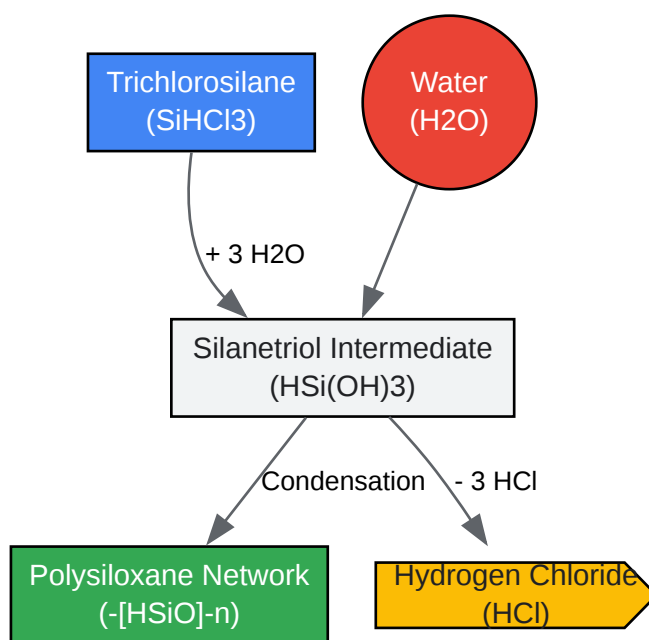 Trichlorosilane
(SiHCl3)
Water
(H2O)
+ 3 H2O
Silanetriol Intermediate
(HSi(OH)3)
Condensation
- 3 HCl
Polysiloxane Network
(-[HSiO]-n)
Hydrogen Chloride
(HCl)